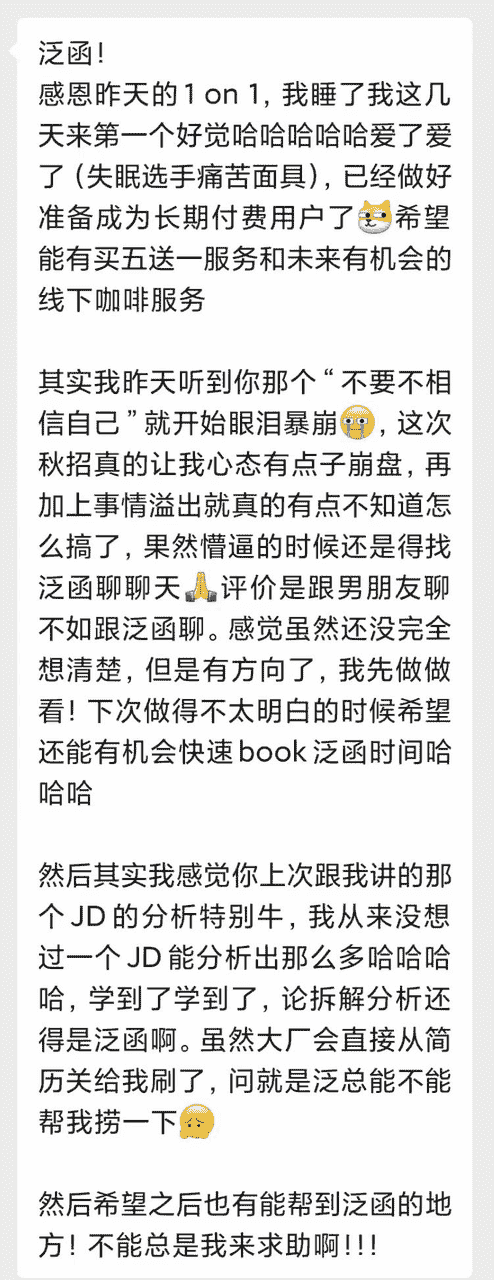 泛函！
感恩昨天的1 on 1，我睡了我这几
天来第一个好觉哈哈哈哈哈爱了爱
了（失眠选手痛苦面具），已经做好
准备成为长期付费用户了🐶希望
能有买五送一服务和未来有机会的
线下咖啡服务
其实我昨天听到你那个“不要不相
信自己”就开始眼泪暴崩😭，这次
秋招真的让我心态有点子崩盘，再
加上事情溢出就真的有点不知道怎
么搞了，果然懵逼的时候还是得找
泛函聊聊天🙏评价是跟男朋友聊
不如跟泛函聊。感觉虽然还没完全
想清楚，但是有方向了，我先做做
看！下次做得不太明白的时候希望
还能有机会快速book泛函时间哈
哈哈
然后其实我感觉你上次跟我讲的那
个JD的分析特别牛，我从来没想
过一个JD能分析出那么多哈哈哈
哈，学到了学到了，论拆解分析还
得是泛函啊。虽然大厂会直接从简
历关给我刷了，问就是泛总能不能
帮我捞一下🥹
然后希望之后也有能帮到泛函的地
方！不能总是我来求助啊!!!